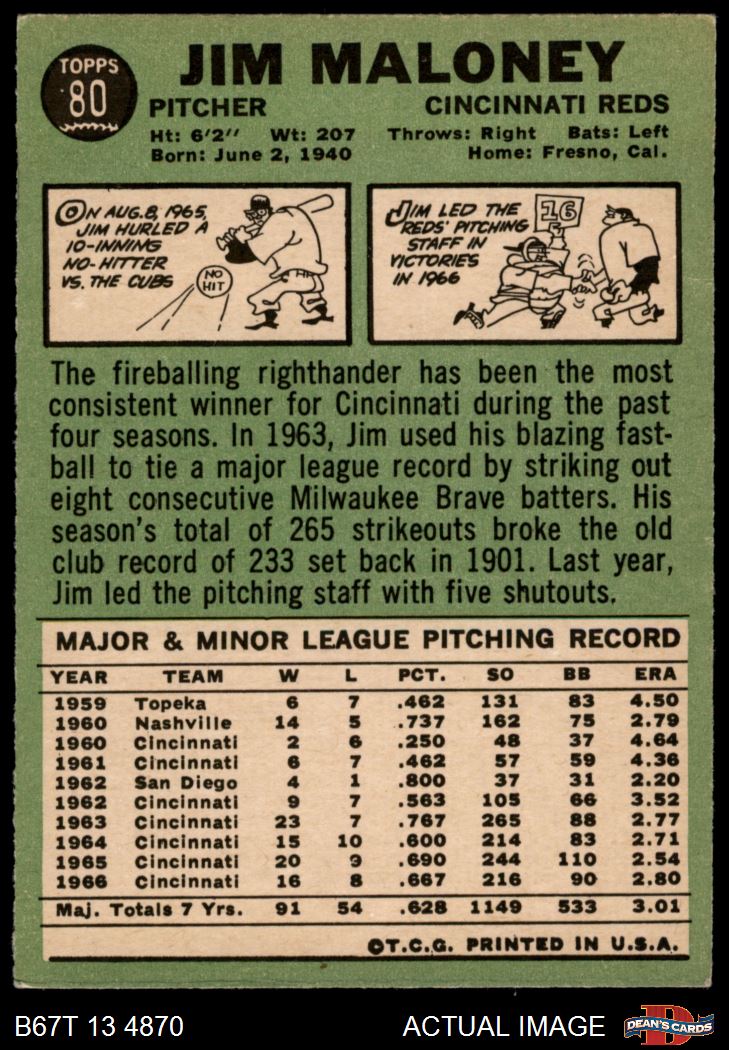 TOPPS
80
JIM MALONEY
PITCHER CINCINNATI REDS
Ht: 6'2" Wt: 207 Throws: Right Bats: Left
Born: June 2, 1940 Home: Fresno, Cal.
ON AUG. 8, 1965,
JIM HURLED A
10-INNING
NO-HITTER
VS. THE CUBS
NO
HIT
JIM LED THE
REDS' PITCHING
STAFF IN
VICTORIES
IN 1966
16
The fireballing righthander has been the most
consistent winner for Cincinnati during the past
four seasons. In 1963, Jim used his blazing fast-
ball to tie a major league record by striking out
eight consecutive Milwaukee Brave batters. His
season's total of 265 strikeouts broke the old
club record of 233 set back in 1901. Last year,
Jim led the pitching staff with five shutouts.
MAJOR & MINOR LEAGUE PITCHING RECORD
YEAR TEAM W L PCT. SO BB ERA
1959 Topeka 6 7 .462 131 83 4.50
1960 Nashville 14 5 .737 162 75 2.79
1960 Cincinnati 2 6 .250 48 37 4.64
1961 Cincinnati 6 7 .462 57 59 4.36
1962 San Diego 4 1 .800 37 31 2.20
1962 Cincinnati 9 7 .563 105 66 3.52
1963 Cincinnati 23 7 .767 265 88 2.77
1964 Cincinnati 15 10 .600 214 83 2.71
1965 Cincinnati 20 9 .690 244 110 2.54
1966 Cincinnati 16 8 .667 216 90 2.80
Maj. Totals 7 Yrs. 91 54 .628 1149 533 3.01
©T.C.G. PRINTED IN U.S.A.
B67T 13 4870 ACTUAL IMAGE
D
DEAN'S CARDS